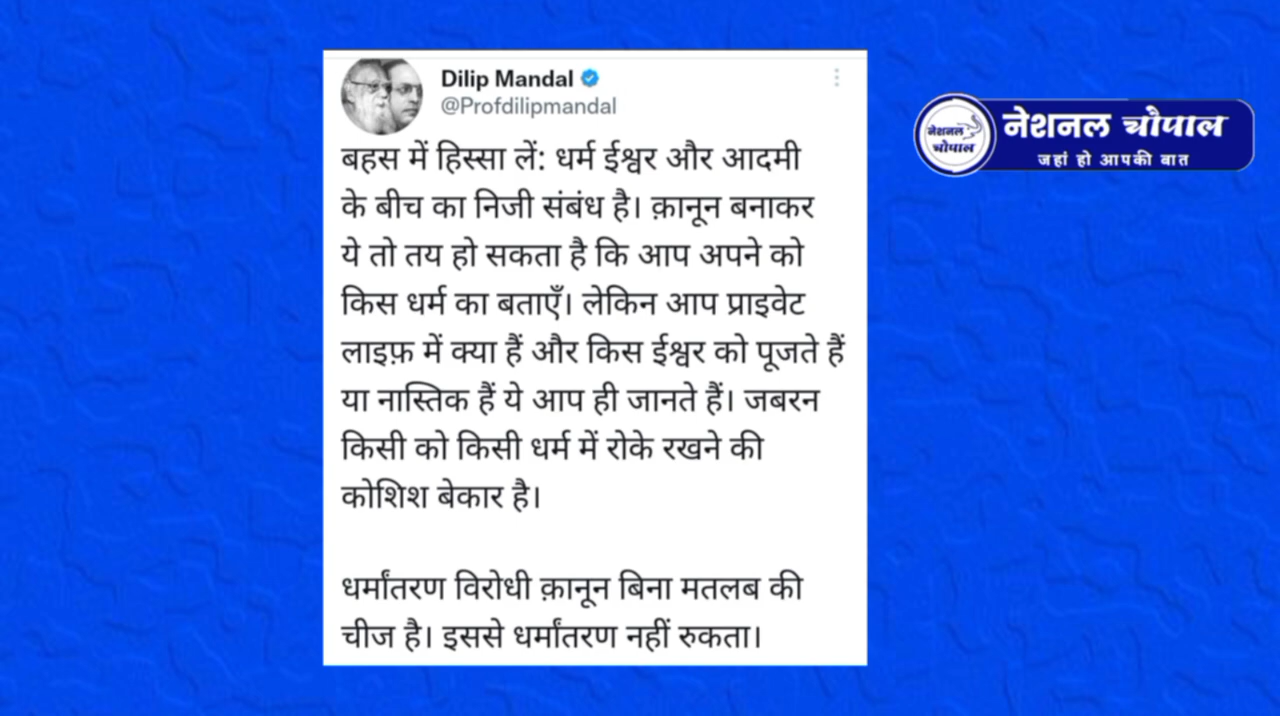 Dilip Mandal
@Profdilipmandal
बहस में हिस्सा लें: धर्म ईश्वर और आदमी
के बीच का निजी संबंध है। क़ानून बनाकर
ये तो तय हो सकता है कि आप अपने को
किस धर्म का बताएँ। लेकिन आप प्राइवेट
लाइफ़ में क्या हैं और किस ईश्वर को पूजते हैं
या नास्तिक हैं ये आप ही जानते हैं। जबरन
किसी को किसी धर्म में रोके रखने की
कोशिश बेकार है।
धर्मांतरण विरोधी क़ानून बिना मतलब की
चीज है। इससे धर्मांतरण नहीं रुकता।
नेशनल
चौपाल
नेशनल चौपाल
जहां हो आपकी बात